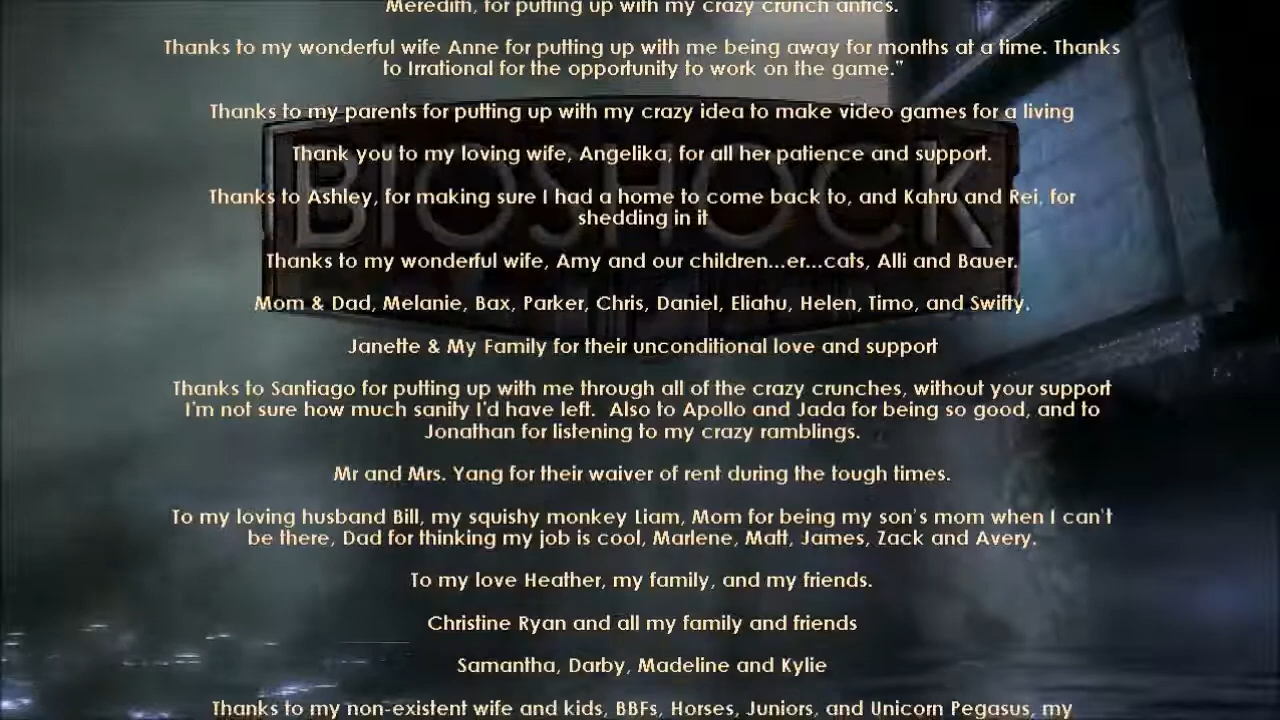 Meredith, for putting up with my crazy crunch antics.
Thanks to my wonderful wife Anne for putting up with me being away for months at a time. Thanks
to Irrational for the opportunity to work on the game."
Thanks to my parents for putting up with my crazy idea to make video games for a living
Thank you to my loving wife, Angelika, for all her patience and support.
BIOSHOCK
Thanks to Ashley, for making sure I had a home to come back to, and Kahru and Rei, for
shedding in it
Thanks to my wonderful wife, Amy and our children...er...cats, Alli and Bauer.
Mom & Dad, Melanie, Bax, Parker, Chris, Daniel, Eliahu, Helen, Timo, and Swifty.
Janette & My Family for their unconditional love and support
Thanks to Santiago for putting up with me through all of the crazy crunches, without your support
I'm not sure how much sanity I'd have left.  Also to Apollo and Jada for being so good, and to
Jonathan for listening to my crazy ramblings.
Mr and Mrs. Yang for their waiver of rent during the tough times.
To my loving husband Bill, my squishy monkey Liam, Mom for being my son's mom when I can't
be there, Dad for thinking my job is cool, Marlene, Matt, James, Zack and Avery.
To my love Heather, my family, and my friends.
Christine Ryan and all my family and friends
Samantha, Darby, Madeline and Kylie
Thanks to my non-existent wife and kids, BBFs, Horses, Juniors, and Unicorn Pegasus, my